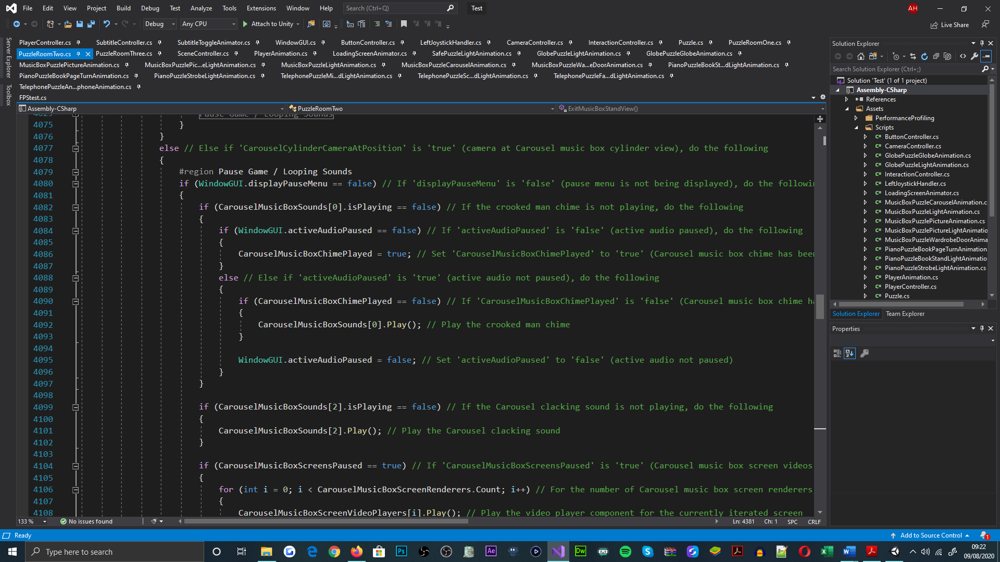 File Edit View Project Build Debug Test Analyze Tools Extensions Window Help Search (Ctrl+Q) Test AH
Debug Any CPU Attach to Unity Live Share
Server Explorer
Toolbox
PlayerController.cs SubtitleController.cs SubtitleToggleAnimator.cs WindowGUI.cs ButtonController.cs LeftJoystickHandler.cs CameraController.cs InteractionController.cs Puzzle.cs PuzzleRoomOne.cs
PuzzleRoomTwo.cs PuzzleRoomThree.cs SceneController.cs PlayerAnimation.cs LoadingScreenAnimator.cs SafePuzzleLightAnimation.cs GlobePuzzleLightAnimation.cs GlobePuzzleGlobeAnimation.cs
MusicBoxPuzzlePictureAnimation.cs MusicBoxPuzzlePic...eLightAnimation.cs MusicBoxPuzzleLightAnimation.cs MusicBoxPuzzleCarouselAnimation.cs MusicBoxPuzzleWa...eDoorAnimation.cs PianoPuzzleBookSt...dLightAnimation.cs
PianoPuzzleBookPageTurnAnimation.cs PianoPuzzleStrobeLightAnimation.cs TelephonePuzzleMi...dLightAnimation.cs TelephonePuzzleSc...dLightAnimation.cs TelephonePuzzleFa...dLightAnimation.cs
TelephonePuzzleAn...phoneAnimation.cs
FPStest.cs
Assembly-CSharp PuzzleRoomTwo ExitMusicBoxStandView()
4029 Pause Game / Looping Sounds
4075 }
4076 }
4077 else // Else if 'CarouselCylinderCameraAtPosition' is 'true' (camera at Carousel music box cylinder view), do the following
4078 {
4079 #region Pause Game / Looping Sounds
4080 if (WindowGUI.displayPauseMenu == false) // If 'displayPauseMenu' is 'false' (pause menu is not being displayed), do the followin
4081 {
4082 if (CarouselMusicBoxSounds[0].isPlaying == false) // If the crooked man chime is not playing, do the following
4083 {
4084 if (WindowGUI.activeAudioPaused == false) // If 'activeAudioPaused' is 'false' (active audio paused), do the following
4085 {
4086 CarouselMusicBoxChimePlayed = true; // Set 'CarouselMusicBoxChimePlayed' to 'true' (Carousel music box chime has been
4087 }
4088 else // Else if 'activeAudioPaused' is 'true' (active audio not paused), do the following
4089 {
4090 if (CarouselMusicBoxChimePlayed == false) // If 'CarouselMusicBoxChimePlayed' is 'false' (Carousel music box chime ha
4091 {
4092 CarouselMusicBoxSounds[0].Play(); // Play the crooked man chime
4093 }
4094
4095 WindowGUI.activeAudioPaused = false; // Set 'activeAudioPaused' to 'false' (active audio not paused)
4096 }
4097 }
4098
4099 if (CarouselMusicBoxSounds[2].isPlaying == false) // If the Carousel clacking sound is not playing, do the following
4100 {
4101 CarouselMusicBoxSounds[2].Play(); // Play the Carousel clacking sound
4102 }
4103
4104 if (CarouselMusicBoxScreensPaused == true) // If 'CarouselMusicBoxScreensPaused' is 'true' (Carousel music box screen videos
4105 {
4106 for (int i = 0; i < CarouselMusicBoxScreenRenderers.Count; i++) // For the number of Carousel music box screen renderers
4107 {
4108 CarouselMusicBoxScreenVideoPlayers[i].Play(); // Play the video player component for the currently iterated screen
133 % No issues found Ln: 4381 Ch: 1 SPC CRLF
Solution Explorer
Search Solution Explorer (Ctrl+;)
Solution 'Test' (1 of 1 project)
Assembly-CSharp
References
Assets
PerformanceProfiling
Scripts
C# ButtonController.cs
C# CameraController.cs
C# GlobePuzzleGlobeAnimation.cs
C# GlobePuzzleLightAnimation.cs
C# InteractionController.cs
C# LeftJoystickHandler.cs
C# LoadingScreenAnimator.cs
C# MusicBoxPuzzleCarouselAnimation.c
C# MusicBoxPuzzleLightAnimation.cs
C# MusicBoxPuzzlePictureAnimation.cs
C# MusicBoxPuzzlePictureLightAnimatio
C# MusicBoxPuzzleWardrobeDoorAnima
C# PianoPuzzleBookPageTurnAnimation
C# PianoPuzzleBookStandLightAnimatio
C# PianoPuzzleStrobeLightAnimation.cs
C# PlayerAnimation.cs
C# PlayerController.cs
C# Puzzle.cs
Solution Explorer Team Explorer
Properties
Ready Add to Source Control 1
Type here to search Ps Ae Dw 09:22
09/08/2020